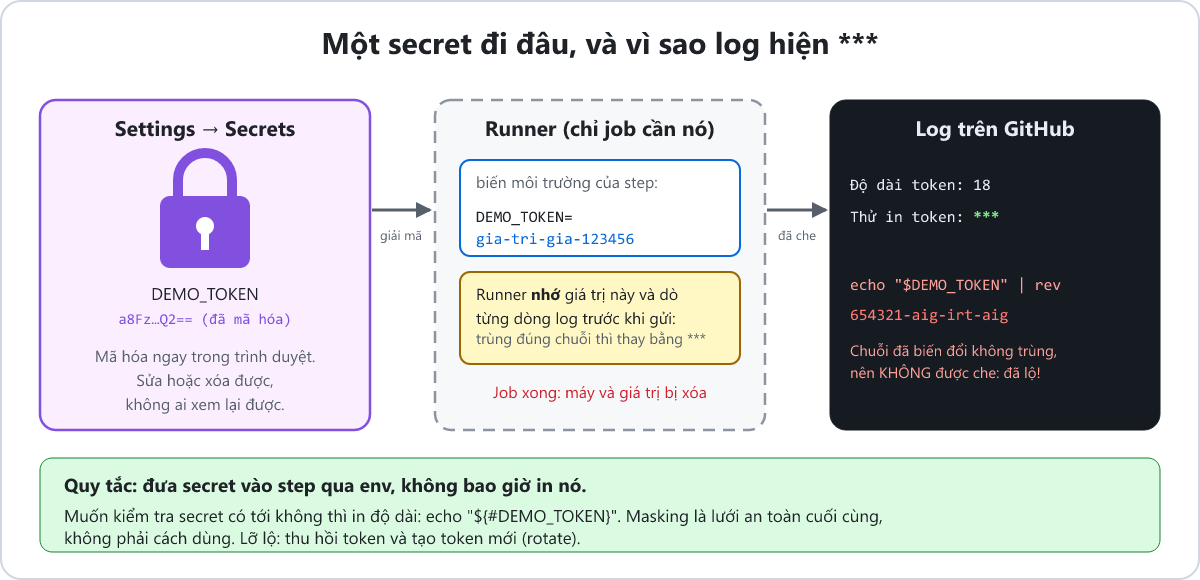 Một secret đi đâu, và vì sao log hiện ***
Settings → Secrets
DEMO_TOKEN
a8Fz…Q2== (đã mã hóa)
Mã hóa ngay trong trình duyệt.
Sửa hoặc xóa được,
không ai xem lại được.
giải mã
Runner (chỉ job cần nó)
biến môi trường của step:
DEMO_TOKEN=
gia-tri-gia-123456
Runner nhớ giá trị này và dò
từng dòng log trước khi gửi:
trùng đúng chuỗi thì thay bằng ***
Job xong: máy và giá trị bị xóa
đã che
Log trên GitHub
Độ dài token: 18
Thử in token: ***
echo "$DEMO_TOKEN" | rev
654321-aig-irt-aig
Chuỗi đã biến đổi không trùng,
nên KHÔNG được che: đã lộ!
Quy tắc: đưa secret vào step qua env, không bao giờ in nó.
Muốn kiểm tra secret có tới không thì in độ dài: echo "${#DEMO_TOKEN}". Masking là lưới an toàn cuối cùng,
không phải cách dùng. Lỡ lộ: thu hồi token và tạo token mới (rotate).